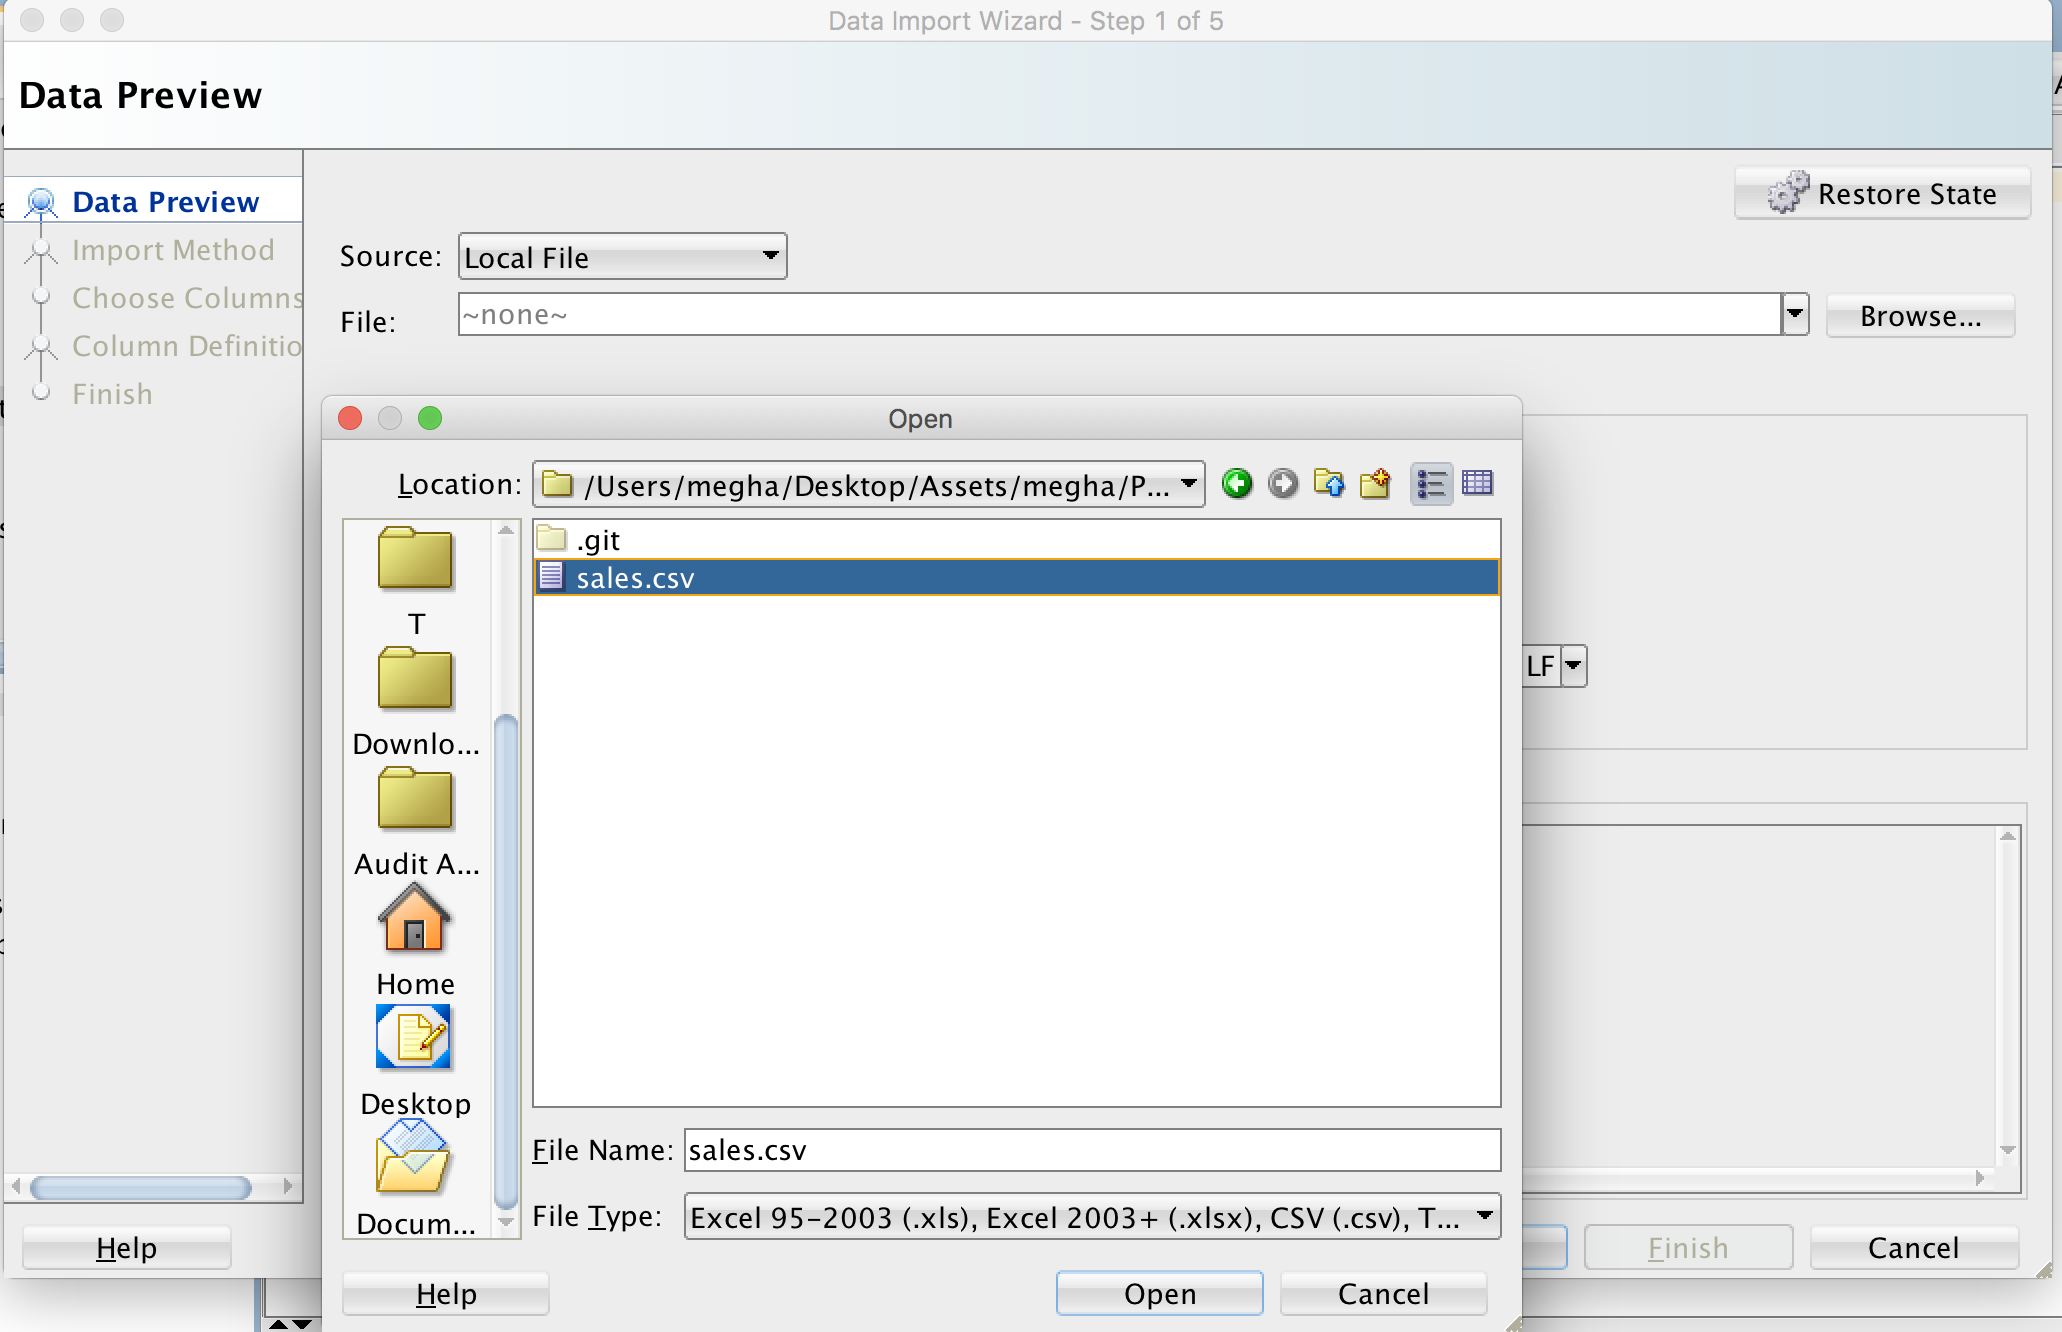 Data Import Wizard - Step 1 of 5
Data Preview
Data Preview
Import Method
Choose Columns
Column Definitio
Finish
Restore State
Source: Local File
File: ~none~ Browse...
Open
Location: /Users/megha/Desktop/Assets/megha/P...
.git
sales.csv
T
Downlo...
Audit A...
Home
Desktop
Docum...
LF
File Name: sales.csv
File Type: Excel 95-2003 (.xls), Excel 2003+ (.xlsx), CSV (.csv), T...
Help Finish Cancel
Help Open Cancel